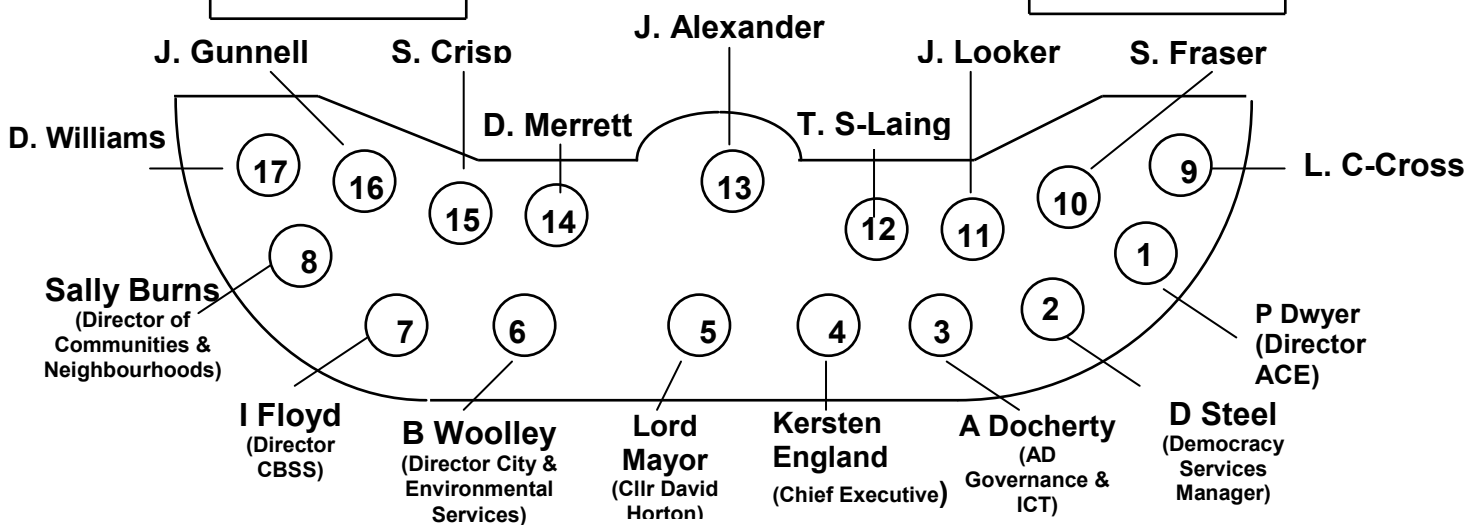 J. Alexander
J. Gunnell
S. Crisp
J. Looker
S. Fraser
D. Williams
D. Merrett
T. S-Laing
L. C-Cross
17
16
15
14
13
12
11
10
9
8
7
6
5
4
3
2
1
Sally Burns
(Director of
Communities &
Neighbourhoods)
I Floyd
(Director
CBSS)
B Woolley
(Director City &
Environmental
Services)
Lord
Mayor
(Cllr David
Horton)
Kersten
England
(Chief Executive)
A Docherty
(AD
Governance &
ICT)
D Steel
(Democracy
Services
Manager)
P Dwyer
(Director
ACE)